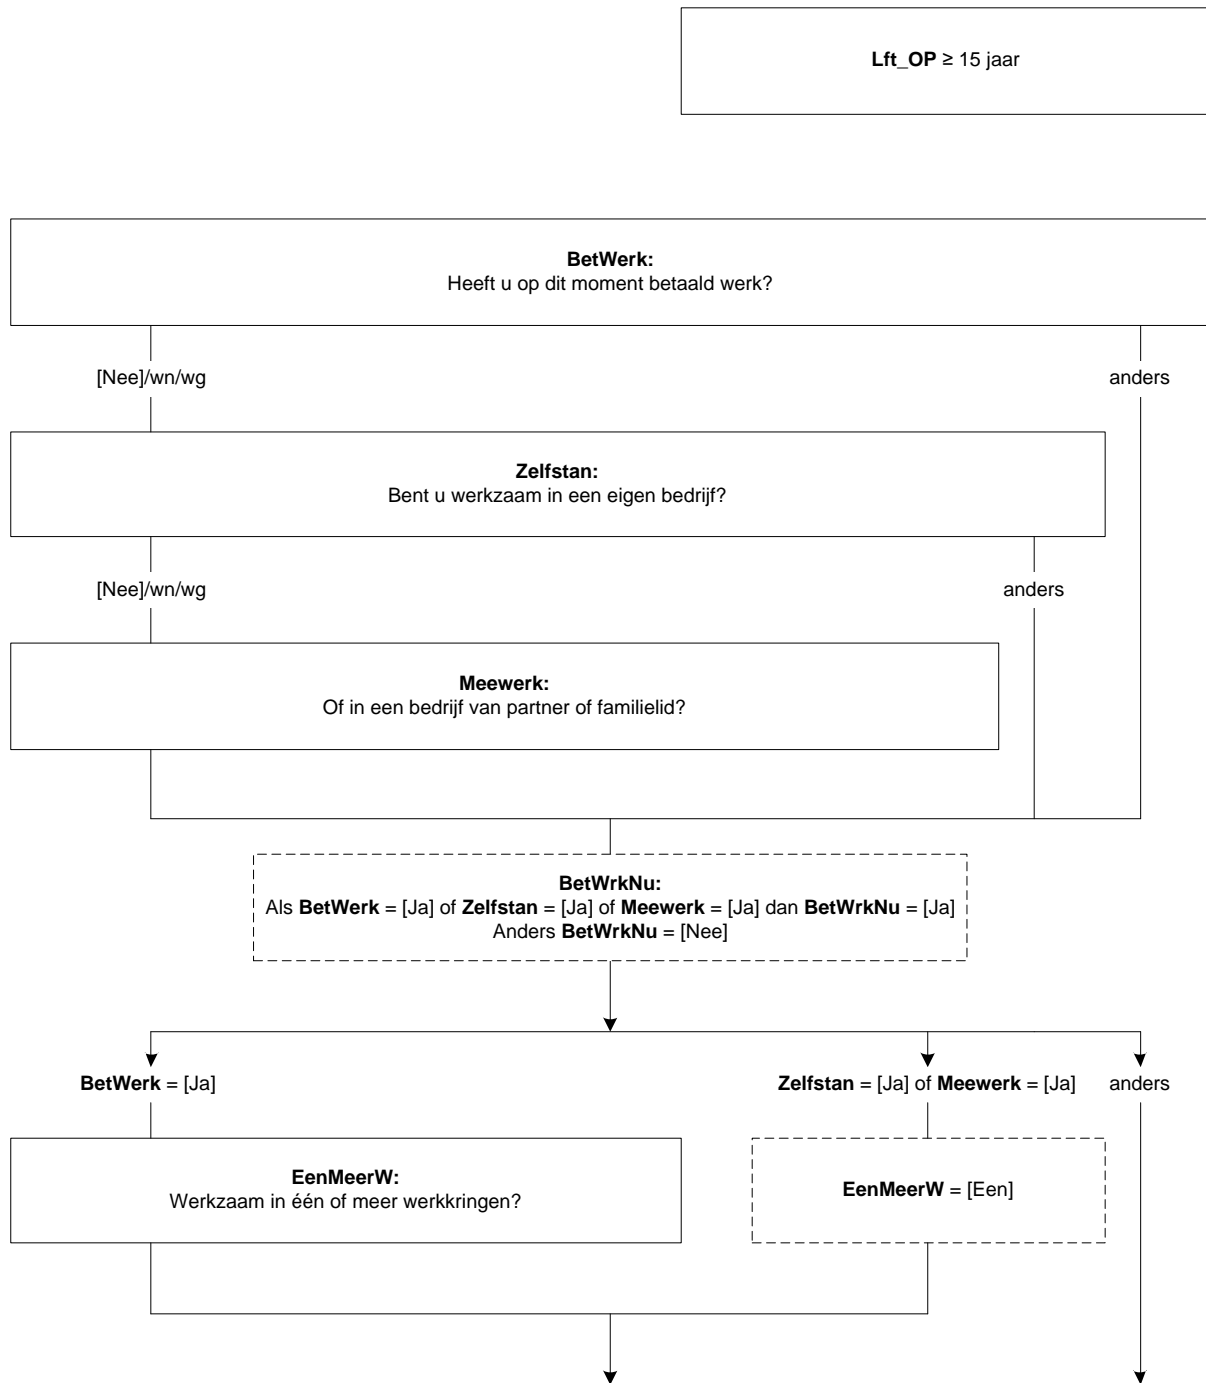 Lft_OP ≥ 15 jaar
BetWerk:
Heeft u op dit moment betaald werk?
[Nee]/wn/wg
anders
Zelfstan:
Bent u werkzaam in een eigen bedrijf?
[Nee]/wn/wg
anders
Meewerk:
Of in een bedrijf van partner of familielid?
BetWrkNu:
Als BetWerk = [Ja] of Zelfstan = [Ja] of Meewerk = [Ja] dan BetWrkNu = [Ja]
Anders BetWrkNu = [Nee]
BetWerk = [Ja]
Zelfstan = [Ja] of Meewerk = [Ja]
anders
EenMeerW:
Werkzaam in één of meer werkkringen?
EenMeerW = [Een]